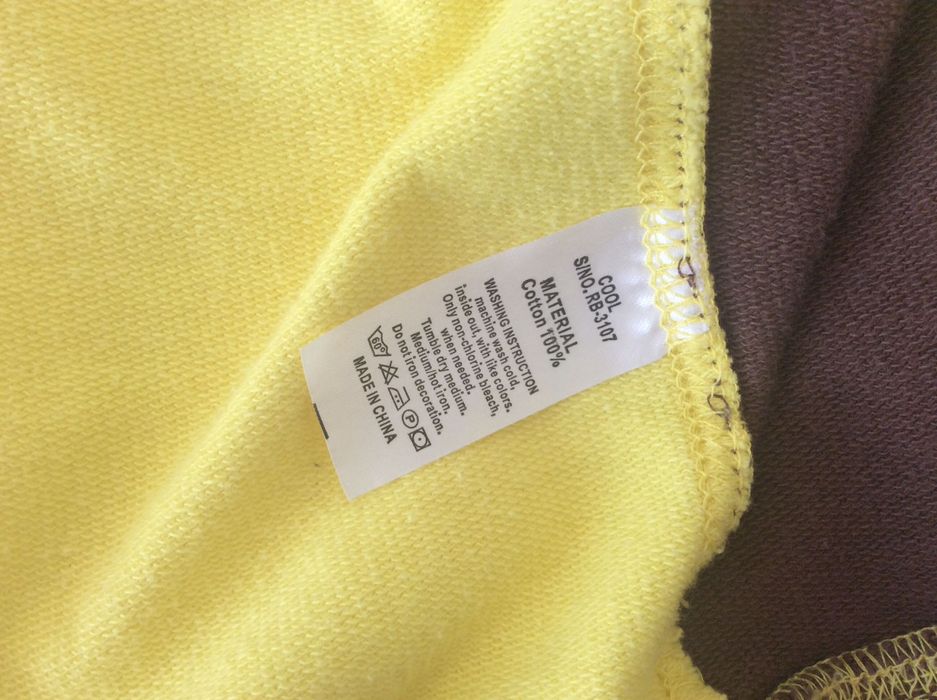 COOL
S/NO.RB-3107
MATERIAL
Cotton 100%
WASHING INSTRUCTION
machine wash cold,
inside out, with like colors.
Only non-chlorine bleach,
when needed.
Tumble dry medium.
Medium/hot iron.
Do not iron decoration.
60° P
MADE IN CHINA